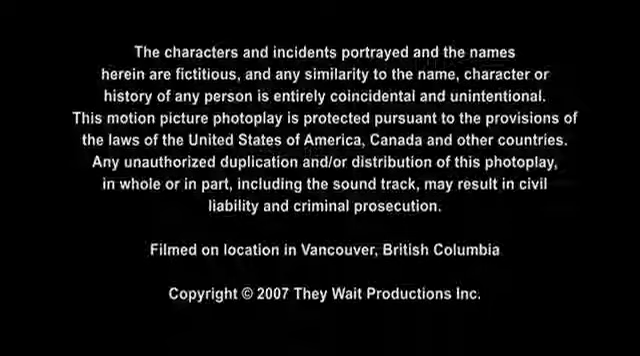 The characters and incidents portrayed and the names
herein are fictitious, and any similarity to the name, character or
history of any person is entirely coincidental and unintentional.
This motion picture photoplay is protected pursuant to the provisions of
the laws of the United States of America, Canada and other countries.
Any unauthorized duplication and/or distribution of this photoplay,
in whole or in part, including the sound track, may result in civil
liability and criminal prosecution.
Filmed on location in Vancouver, British Columbia
Copyright © 2007 They Wait Productions Inc.